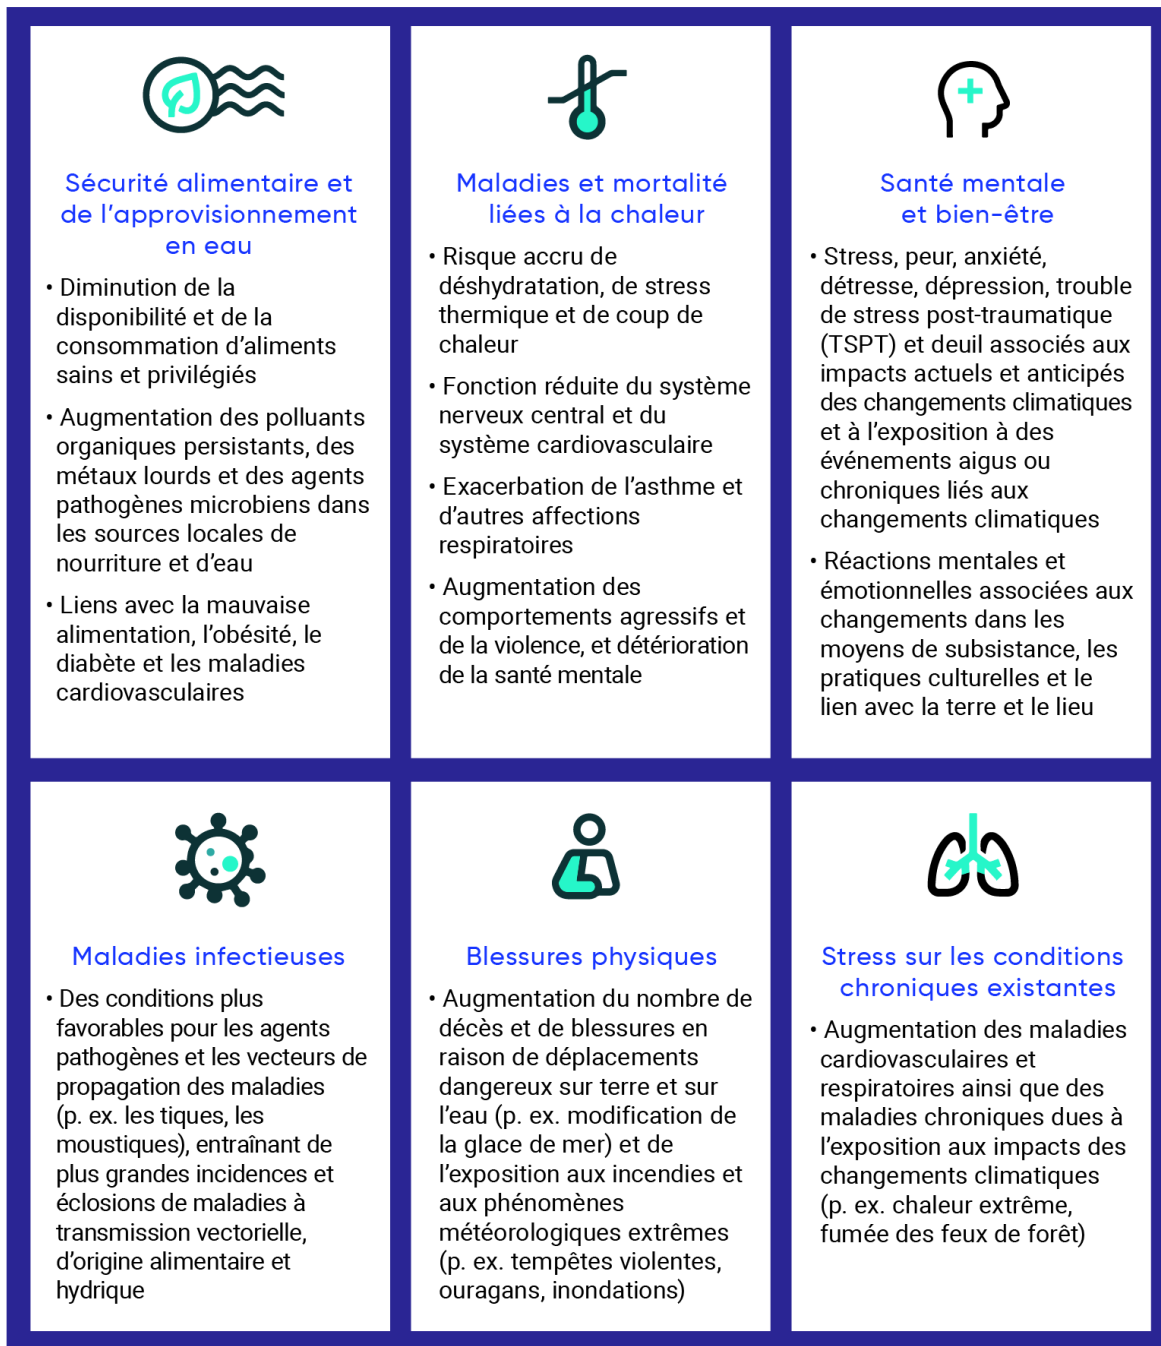 Sécurité alimentaire et
de l’approvisionnement
en eau
• Diminution de la
disponibilité et de la
consommation d’aliments
sains et privilégiés
• Augmentation des polluants
organiques persistants, des
métaux lourds et des agents
pathogènes microbiens dans
les sources locales de
nourriture et d’eau
• Liens avec la mauvaise
alimentation, l’obésité, le
diabète et les maladies
cardiovasculaires
Maladies et mortalité
liées à la chaleur
• Risque accru de
déshydratation, de stress
thermique et de coup de
chaleur
• Fonction réduite du système
nerveux central et du
système cardiovasculaire
• Exacerbation de l’asthme et
d’autres affections
respiratoires
• Augmentation des
comportements agressifs et
de la violence, et détérioration
de la santé mentale
Santé mentale
et bien-être
• Stress, peur, anxiété,
détresse, dépression, trouble
de stress post-traumatique
(TSPT) et deuil associés aux
impacts actuels et anticipés
des changements climatiques
et à l’exposition à des
événements aigus ou
chroniques liés aux
changements climatiques
• Réactions mentales et
émotionnelles associées aux
changements dans les
moyens de subsistance, les
pratiques culturelles et le
lien avec la terre et le lieu
Maladies infectieuses
• Des conditions plus
favorables pour les agents
pathogènes et les vecteurs de
propagation des maladies
(p. ex. les tiques, les
moustiques), entraînant de
plus grandes incidences et
éclosions de maladies à
transmission vectorielle,
d’origine alimentaire et
hydrique
Blessures physiques
• Augmentation du nombre de
décès et de blessures en
raison de déplacements
dangereux sur terre et sur
l’eau (p. ex. modification de
la glace de mer) et de
l’exposition aux incendies et
aux phénomènes
météorologiques extrêmes
(p. ex. tempêtes violentes,
ouragans, inondations)
Stress sur les conditions
chroniques existantes
• Augmentation des maladies
cardiovasculaires et
respiratoires ainsi que des
maladies chroniques dues à
l’exposition aux impacts des
changements climatiques
(p. ex. chaleur extrême,
fumée des feux de forêt)